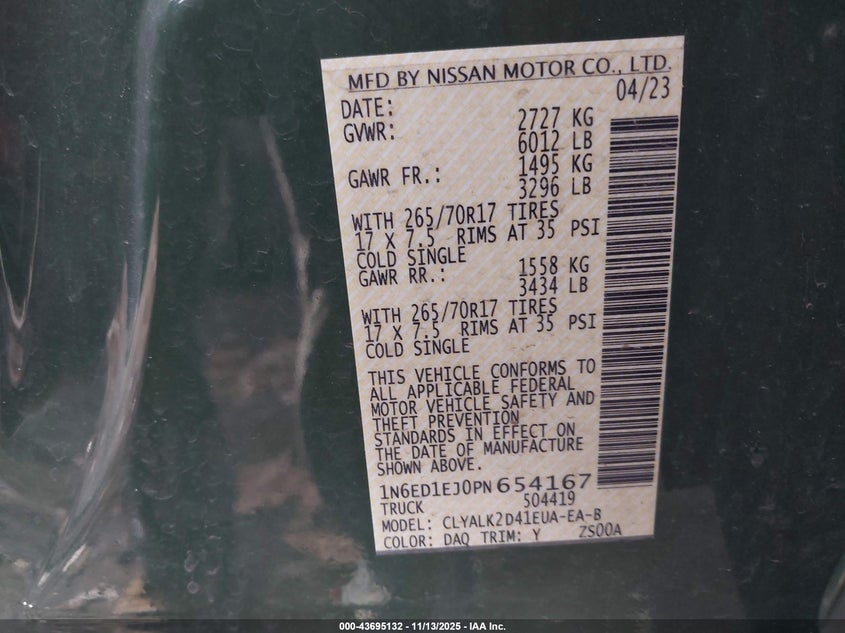 MFD BY NISSAN MOTOR CO., LTD.
DATE: 04/23
GVWR: 2727 KG
6012 LB
GAWR FR.: 1495 KG
3296 LB
WITH 265/70R17 TIRES
17 X 7.5 RIMS AT 35 PSI
COLD SINGLE
GAWR RR.: 1558 KG
3434 LB
WITH 265/70R17 TIRES
17 X 7.5 RIMS AT 35 PSI
COLD SINGLE
THIS VEHICLE CONFORMS TO
ALL APPLICABLE FEDERAL
MOTOR VEHICLE SAFETY AND
THEFT PREVENTION
STANDARDS IN EFFECT ON
THE DATE OF MANUFACTURE
SHOWN ABOVE.
1N6ED1EJ0PN654167
TRUCK 504419
MODEL: CLYALK2D41EUA-EA-B
COLOR: DAQ TRIM: Y ZS00A
000-43695132 - 11/13/2025 - IAA Inc.